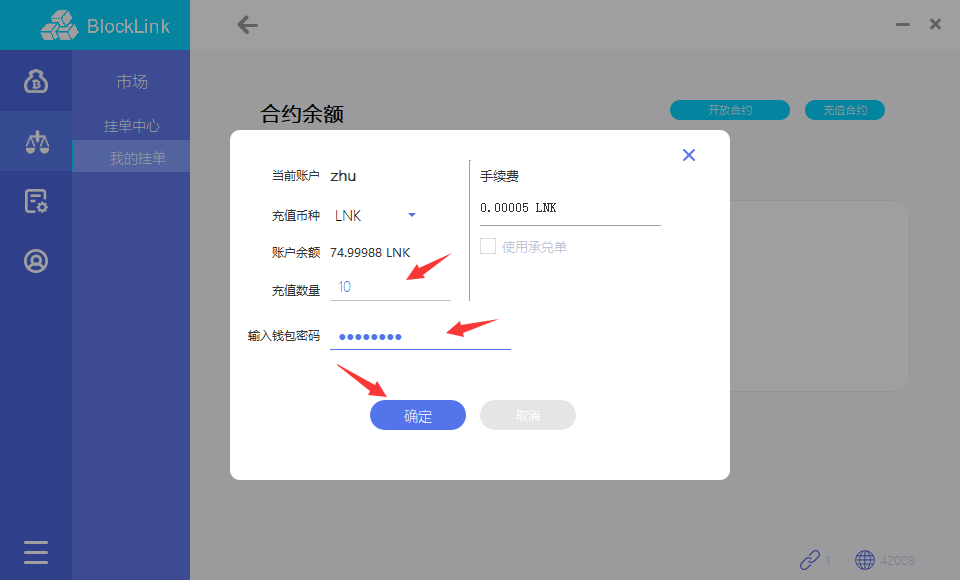 BlockLink
市场
挂单中心
我的挂单
合约余额
开放合约
充值合约
当前账户 zhu
充值币种 LNK
账户余额 74.99988 LNK
充值数量 10
输入钱包密码
手续费
0.00005 LNK
使用承兑单
确定
取消
1
42008